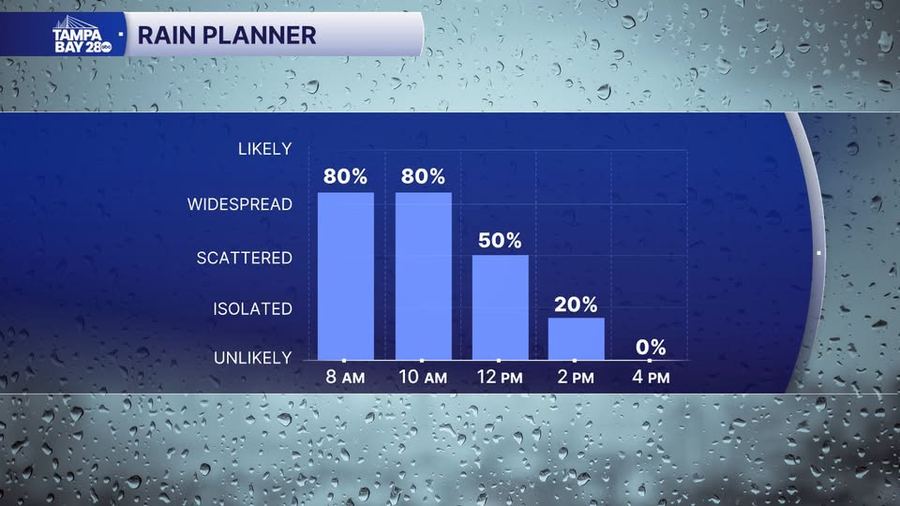 TAMPA
BAY 28 abc
RAIN PLANNER
LIKELY
WIDESPREAD
SCATTERED
ISOLATED
UNLIKELY
80%
80%
50%
20%
0%
8 AM
10 AM
12 PM
2 PM
4 PM